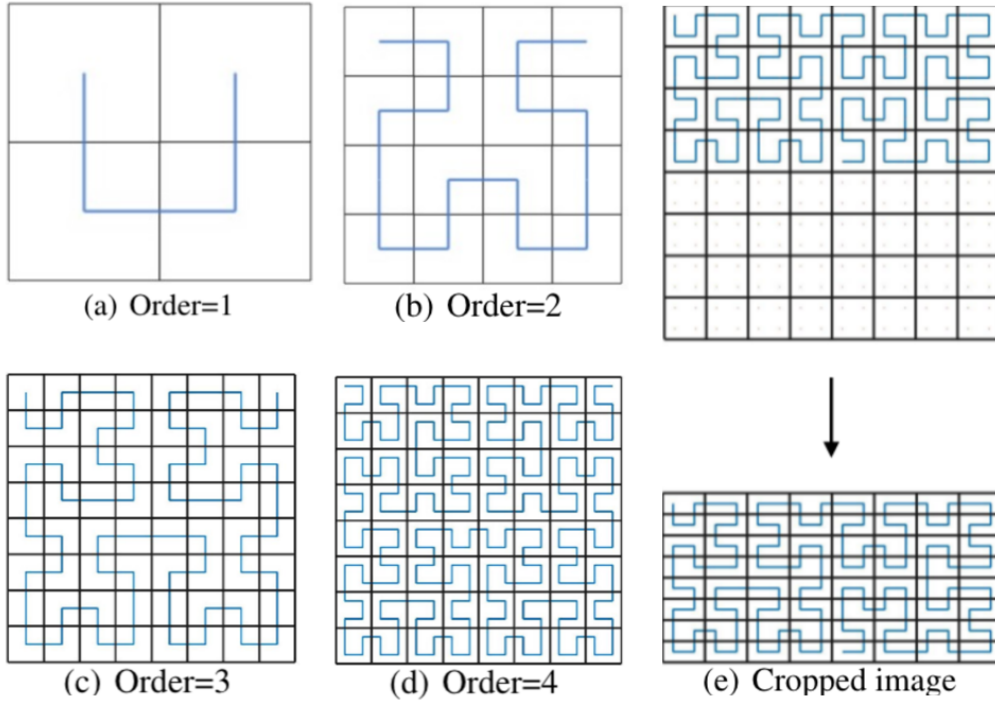 (a) Order=1
(b) Order=2
(c) Order=3
(d) Order=4
(e) Cropped image